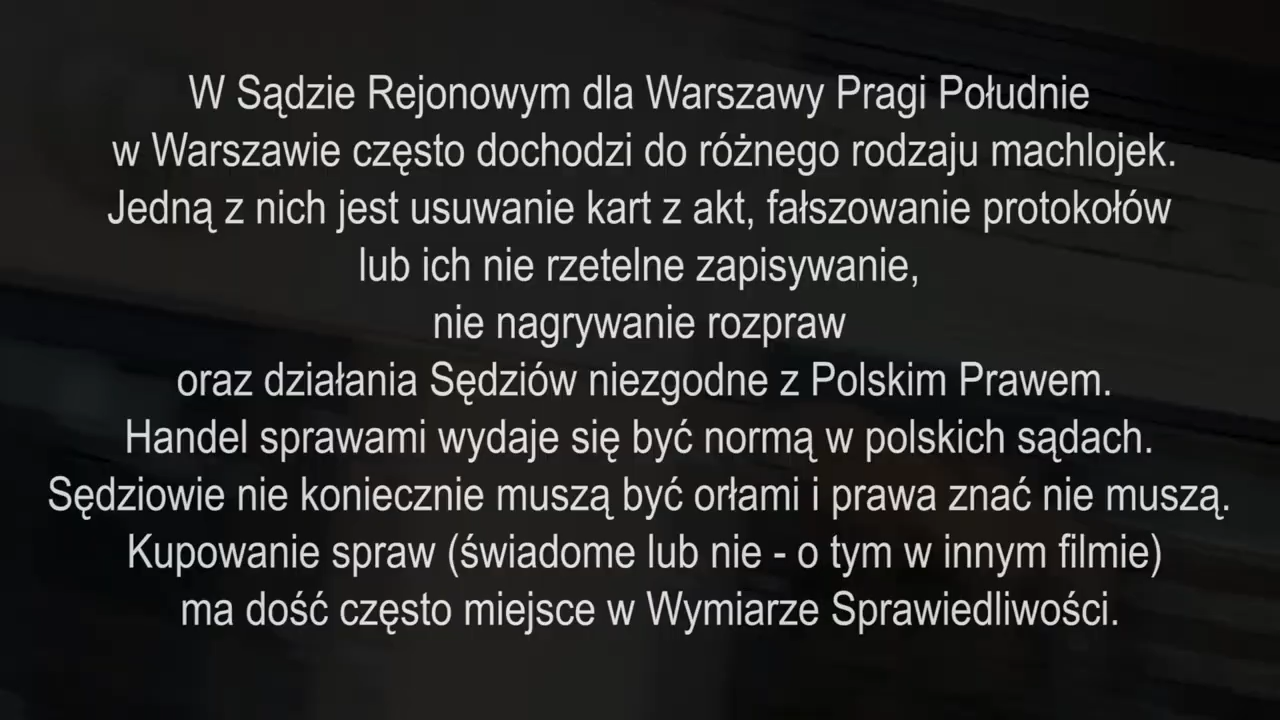 W Sądzie Rejonowym dla Warszawy Pragi Południe
w Warszawie często dochodzi do różnego rodzaju machlojek.
Jedną z nich jest usuwanie kart z akt, fałszowanie protokołów
lub ich nie rzetelne zapisywanie,
nie nagrywanie rozpraw
oraz działania Sędziów niezgodne z Polskim Prawem.
Handel sprawami wydaje się być normą w polskich sądach.
Sędziowie nie koniecznie muszą być orłami i prawa znać nie muszą.
Kupowanie spraw (świadome lub nie - o tym w innym filmie)
ma dość często miejsce w Wymiarze Sprawiedliwości.